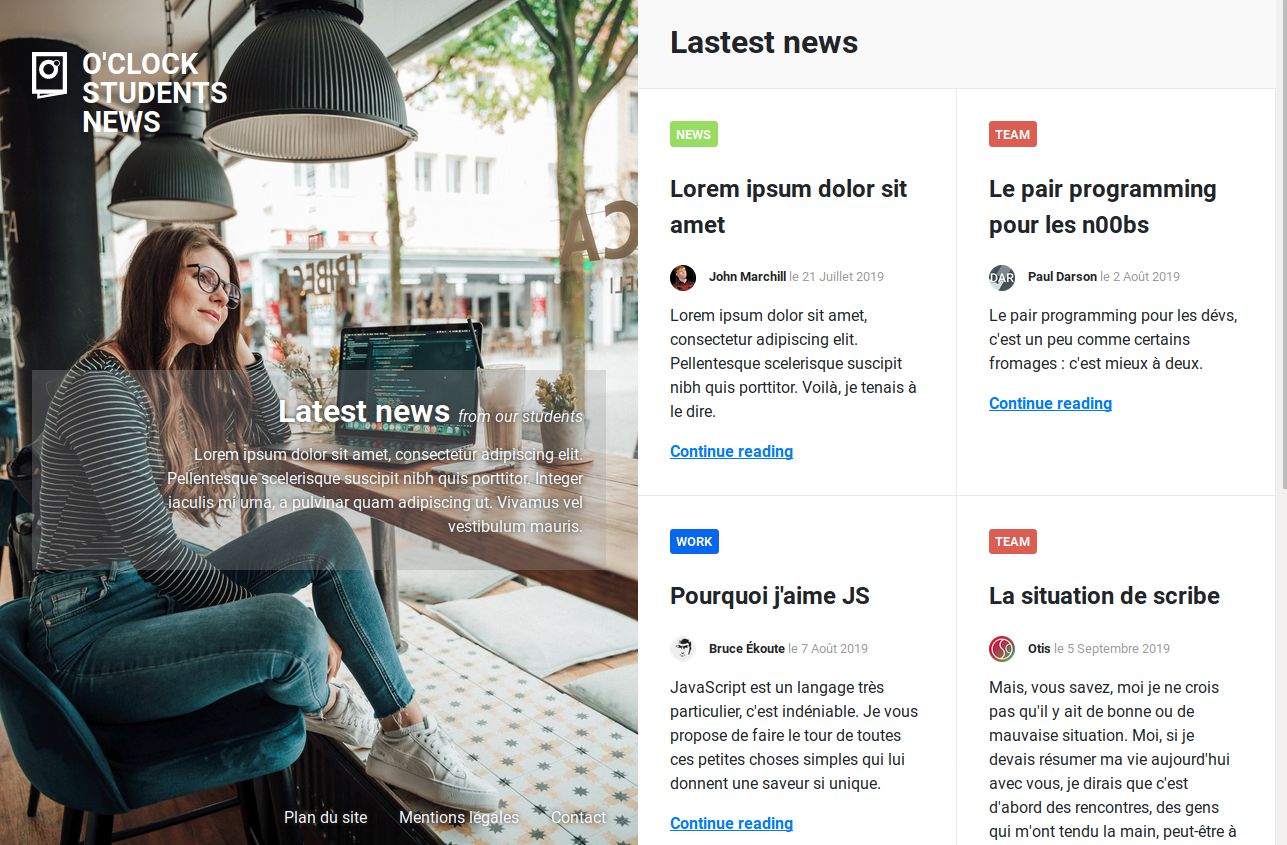 O'CLOCK
STUDENTS
NEWS
CA
TRIBECA
Latest news from our students
Lorem ipsum dolor sit amet, consectetur adipiscing elit.
Pellentesque scelerisque suscipit nibh quis porttitor. Integer
iaculis mi urna, a pulvinar quam adipiscing ut. Vivamus vel
vestibulum mauris.
Plan du site Mentions légales Contact
Lastest news
NEWS
Lorem ipsum dolor sit
amet
John Marchill le 21 Juillet 2019
Lorem ipsum dolor sit amet,
consectetur adipiscing elit.
Pellentesque scelerisque suscipit
nibh quis porttitor. Voilà, je tenais à
le dire.
Continue reading
TEAM
Le pair programming
pour les n00bs
DAR
Paul Darson le 2 Août 2019
Le pair programming pour les dévs,
c'est un peu comme certains
fromages : c'est mieux à deux.
Continue reading
WORK
Pourquoi j'aime JS
Bruce Ékoute le 7 Août 2019
JavaScript est un langage très
particulier, c'est indéniable. Je vous
propose de faire le tour de toutes
ces petites choses simples qui lui
donnent une saveur si unique.
Continue reading
TEAM
La situation de scribe
Otis le 5 Septembre 2019
Mais, vous savez, moi je ne crois
pas qu'il y ait de bonne ou de
mauvaise situation. Moi, si je
devais résumer ma vie aujourd'hui
avec vous, je dirais que c'est
d'abord des rencontres, des gens
qui m'ont tendu la main, peut-être à